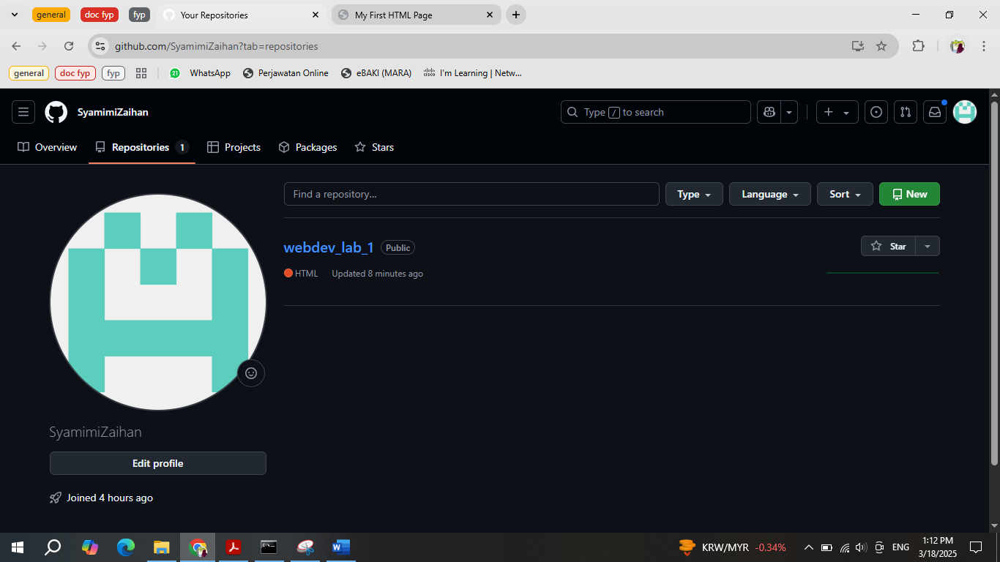 general
doc fyp
fyp
Your Repositories
My First HTML Page
github.com/SyamimiZaihan?tab=repositories
general
doc fyp
fyp
21
WhatsApp
Perjawatan Online
eBAKI (MARA)
I'm Learning | Netw...
SyamimiZaihan
Type / to search
Overview
Repositories 1
Projects
Packages
Stars
Find a repository...
Type
Language
Sort
New
webdev_lab_1 Public
Star
HTML Updated 8 minutes ago
SyamimiZaihan
Edit profile
Joined 4 hours ago
KRW/MYR -0.34%
ENG
1:12 PM
3/18/2025